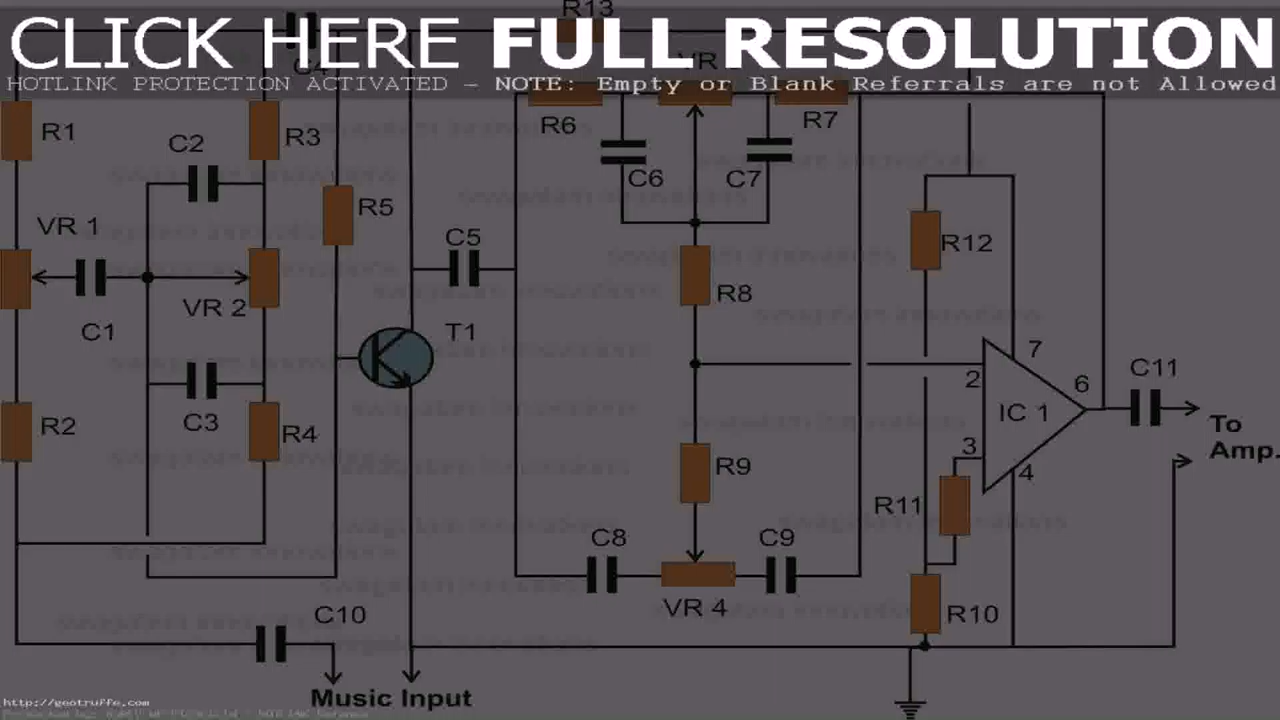 R13
CLICK HERE FULL RESOLUTION
HOTLINK PROTECTION ACTIVATED – NOTE: Empty or Blank Referrals are not Allowed
C4
VR
R1
C2
R3
R6
R7
C6
C7
VR 1
R5
C5
R12
C1
VR 2
R8
T1
7
2
6
C11
C3
R2
R4
IC 1
To
Amp.
3
4
R9
R11
C8
C9
VR 4
C10
R10
Music Input
http://geotruffe.com